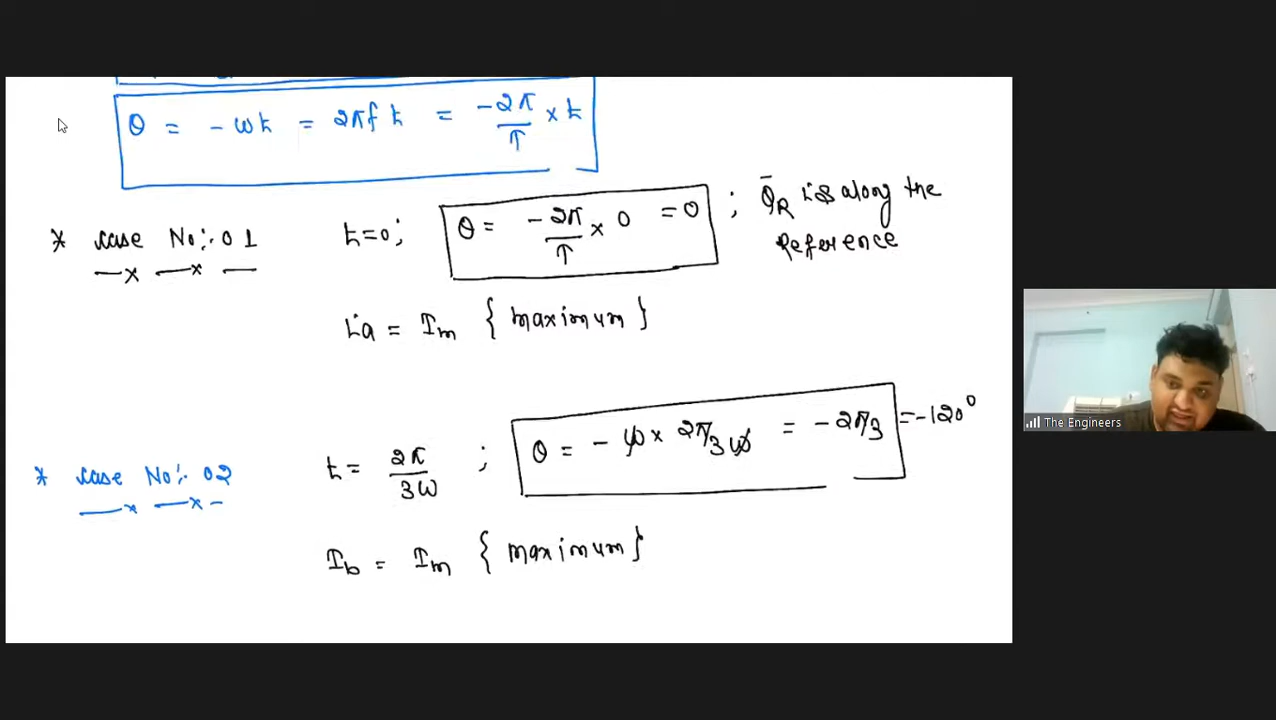 θ = -ωt = 2πft = -2π/T × t
* case No:. 01 t=0; θ = -2π/T × 0 = 0 ; φ̄R is along the
Reference
ia = Im { maximum }
* case No:. 02 t = 2π/3ω ; θ = -ω × 2π/3ω = -2π/3 = -120°
Ib = Im { maximum }
The Engineers